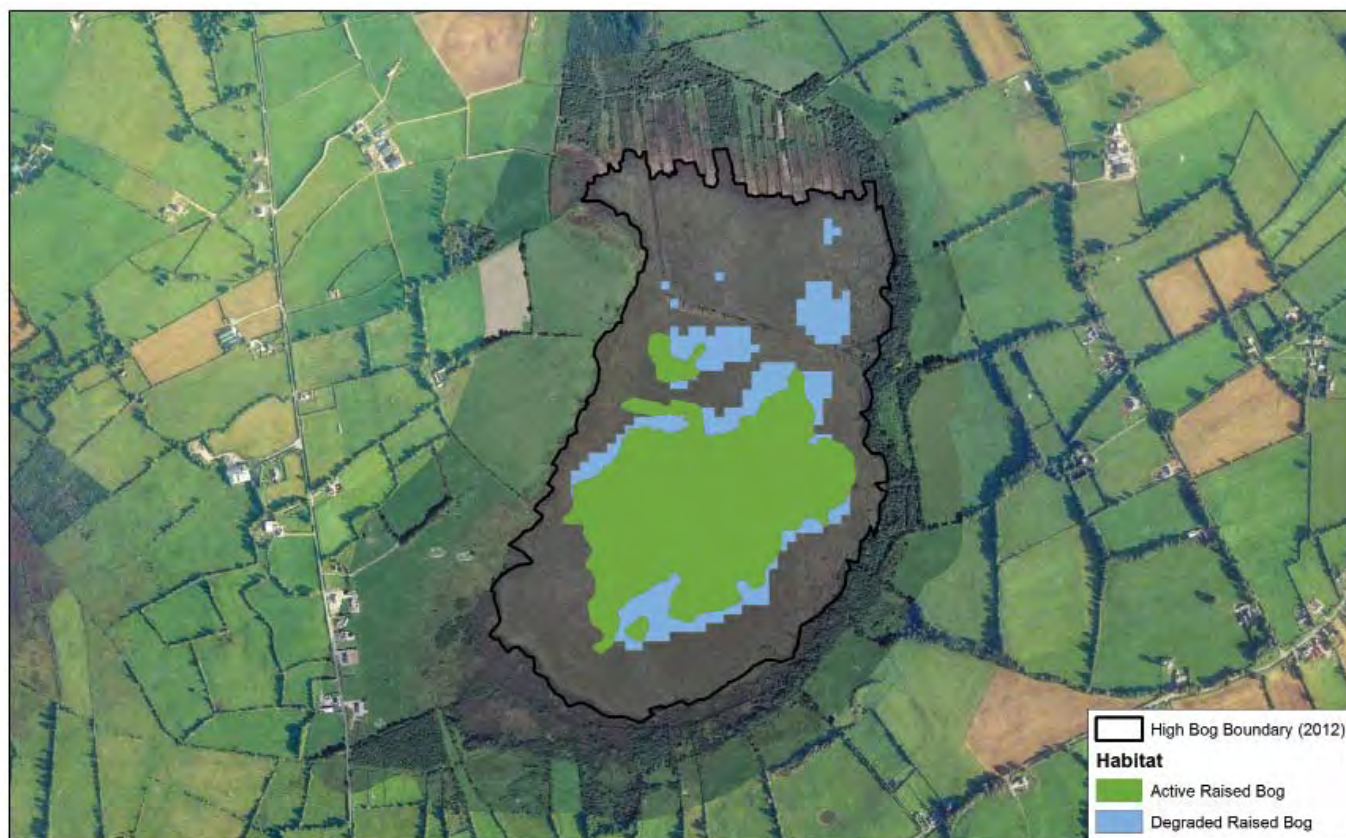 High Bog Boundary (2012)
Habitat
Active Raised Bog
Degraded Raised Bog